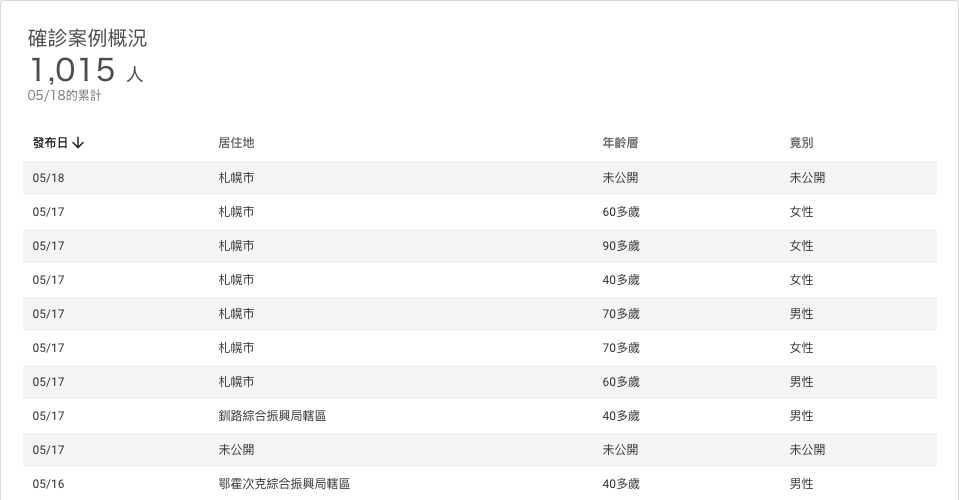 確診案例概況
1,015 人
05/18的累計
發布日↓ 居住地 年齡層 竟別
05/18 札幌市 未公開 未公開
05/17 札幌市 60多歲 女性
05/17 札幌市 90多歲 女性
05/17 札幌市 40多歲 女性
05/17 札幌市 70多歲 男性
05/17 札幌市 70多歲 女性
05/17 札幌市 60多歲 男性
05/17 釧路綜合振興局轄區 40多歲 男性
05/17 未公開 未公開 未公開
05/16 鄂霍次克綜合振興局轄區 40多歲 男性